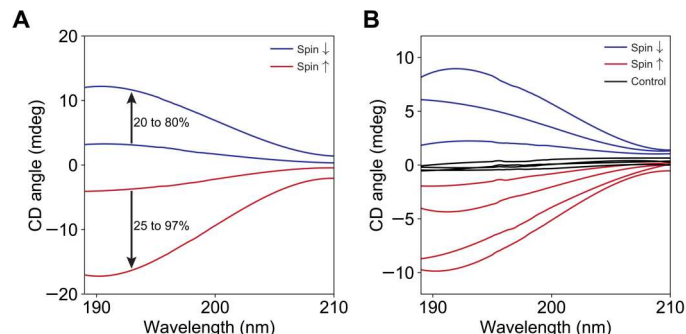 A
B
20
10
0
−10
−20
CD angle (mdeg)
Spin ↓
Spin ↑
20 to 80%
25 to 97%
190
200
210
Wavelength (nm)
10
5
0
−5
−10
CD angle (mdeg)
Spin ↓
Spin ↑
Control
190
200
210
Wavelength (nm)